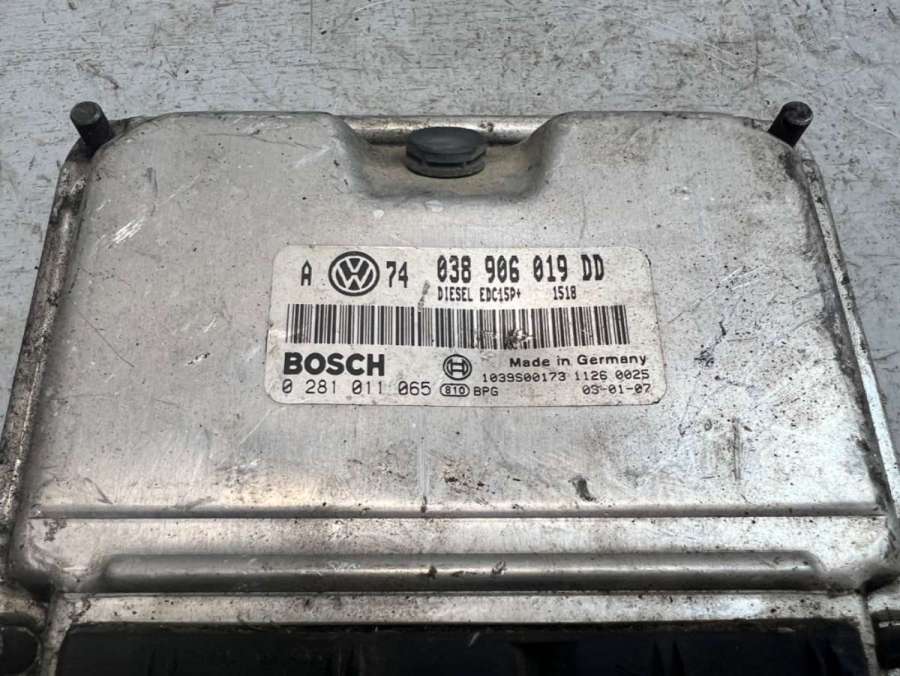 A VW 74 038 906 019 DD
DIESEL EDC15P+ 1518
BOSCH Made in Germany
1039S00173 1126 0025
0 281 011 065 810 BPG 03-01-07